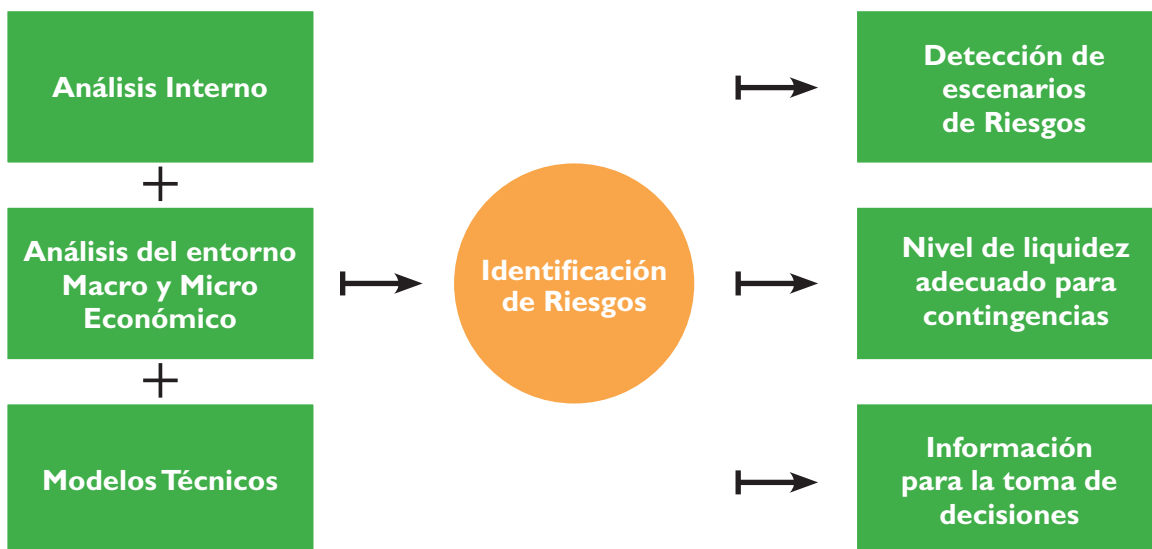 Análisis Interno
+
Análisis del entorno
Macro y Micro
Económico
+
Modelos Técnicos
Identificación
de Riesgos
Detección de
escenarios
de Riesgos
Nivel de liquidez
adecuado para
contingencias
Información
para la toma de
decisiones